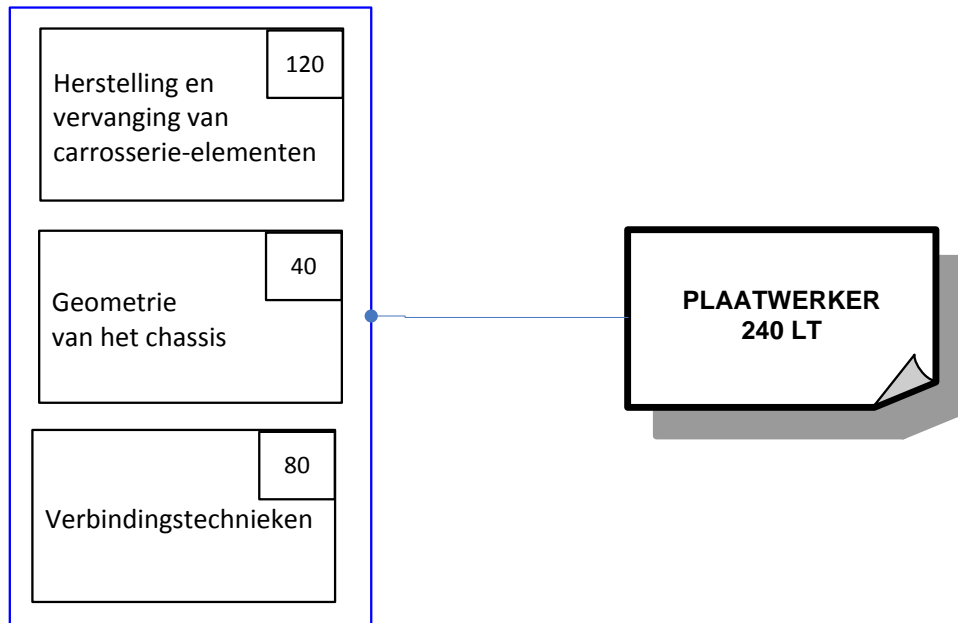 120
Herstelling en
vervanging van
carrosserie-elementen
40
Geometrie
van het chassis
80
Verbindingstechnieken
PLAATWERKER
240 LT